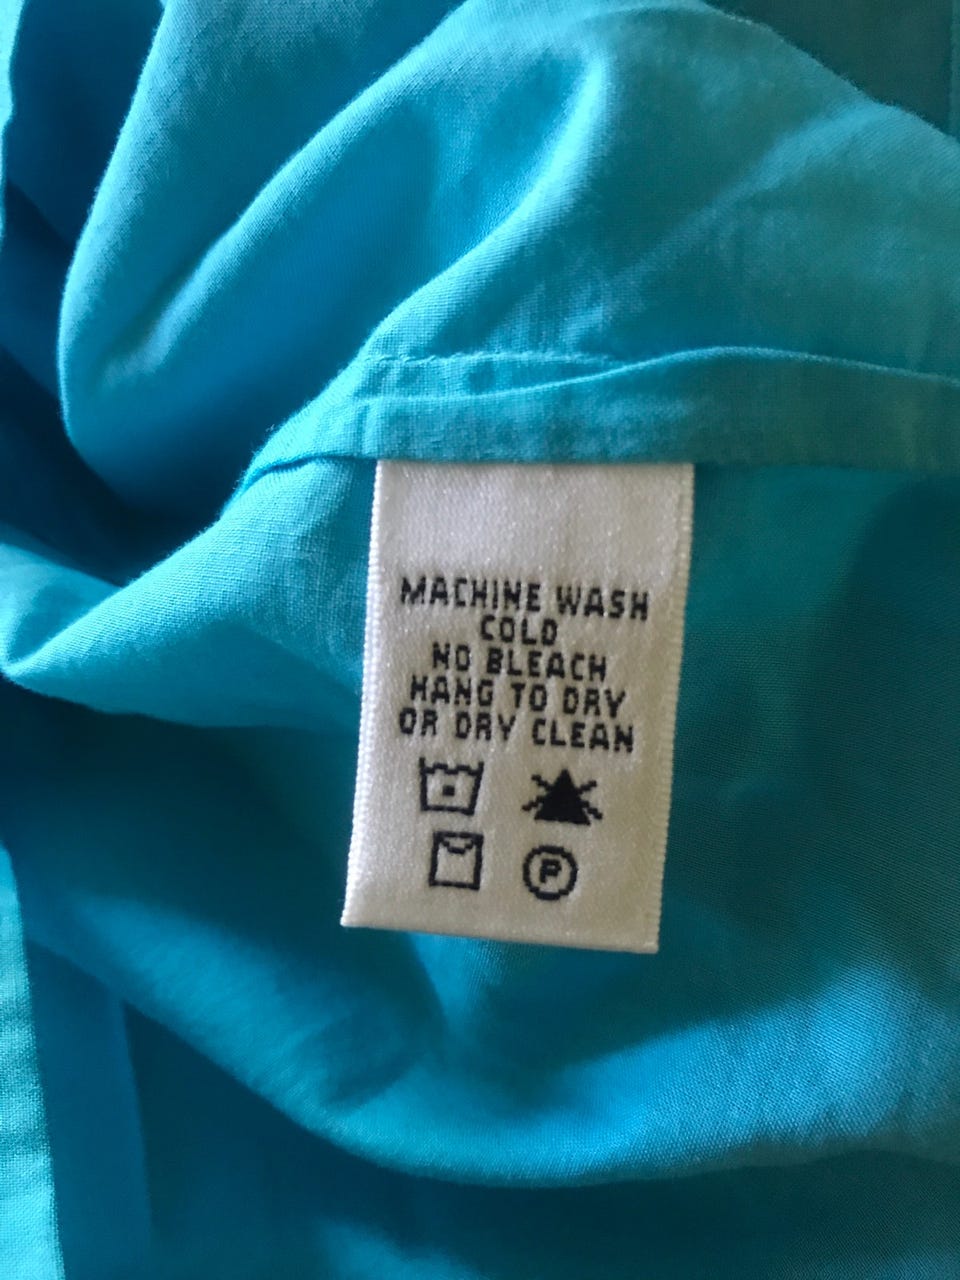 MACHINE WASH
COLD
NO BLEACH
HANG TO DRY
OR DRY CLEAN
P